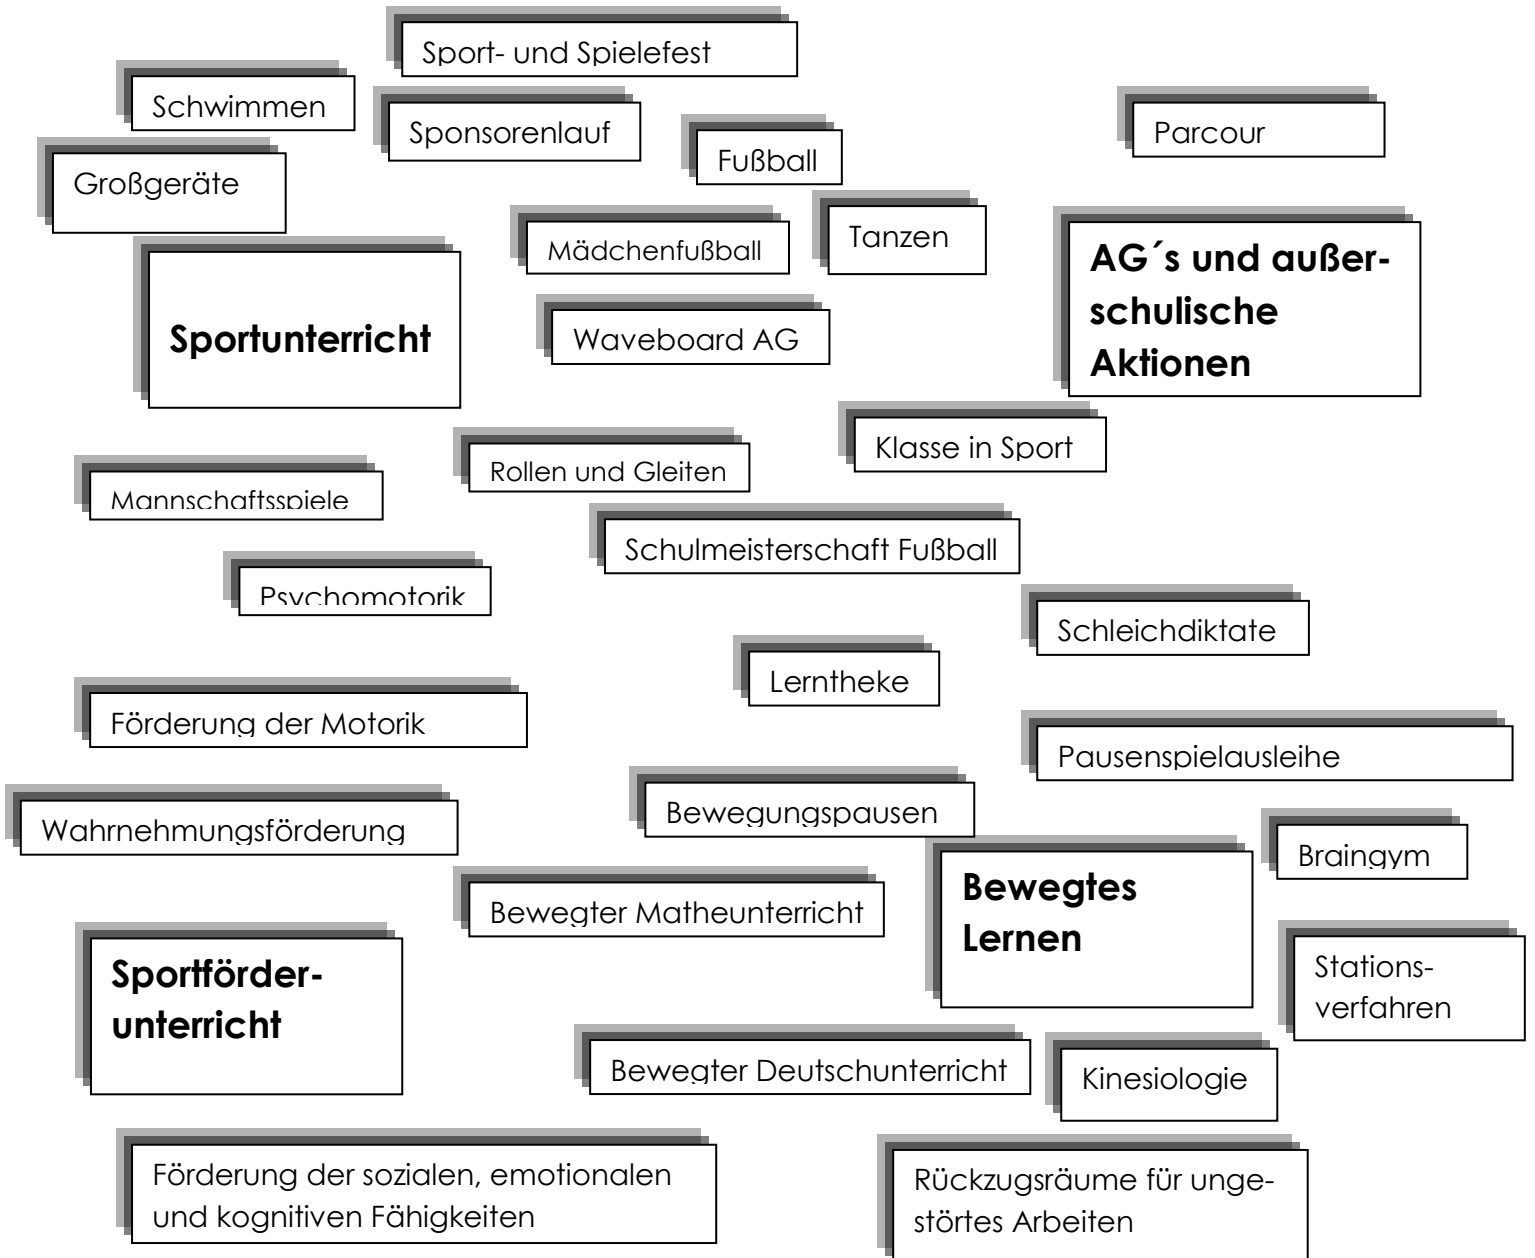 Sport- und Spielefest
Schwimmen
Sponsorenlauf
Parcour
Fußball
Großgeräte
Tanzen
Mädchenfußball
AG´s und außer-
schulische
Aktionen
Sportunterricht
Waveboard AG
Klasse in Sport
Rollen und Gleiten
Mannschaftsspiele
Schulmeisterschaft Fußball
Psychomotorik
Schleichdiktate
Lerntheke
Förderung der Motorik
Pausenspielausleihe
Bewegungspausen
Wahrnehmungsförderung
Braingym
Bewegtes
Lernen
Bewegter Matheunterricht
Stations-
verfahren
Sportförder-
unterricht
Bewegter Deutschunterricht
Kinesiologie
Förderung der sozialen, emotionalen
und kognitiven Fähigkeiten
Rückzugsräume für unge-
störtes Arbeiten